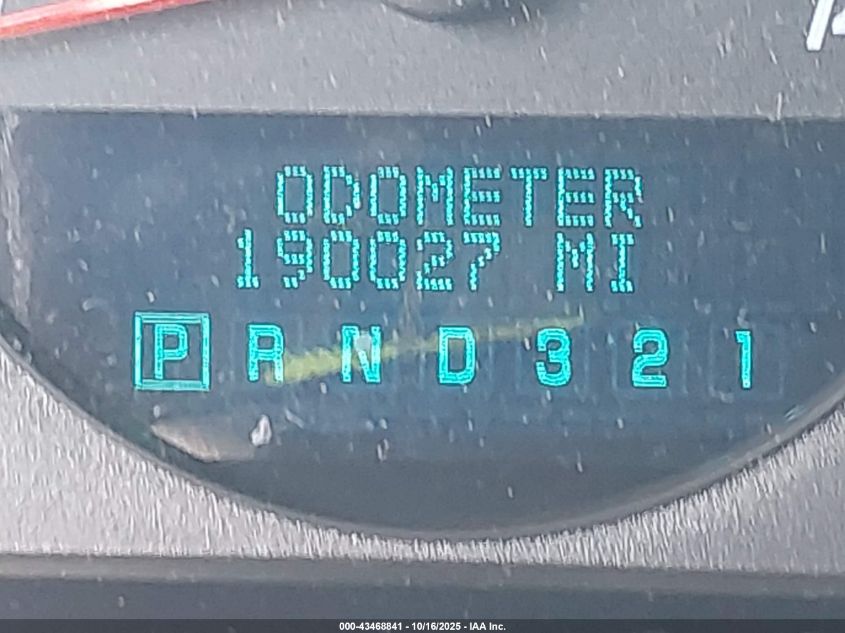 ODOMETER
190027 MI
P R N D 3 2 1
000-43468841 - 10/16/2025 - IAA Inc.